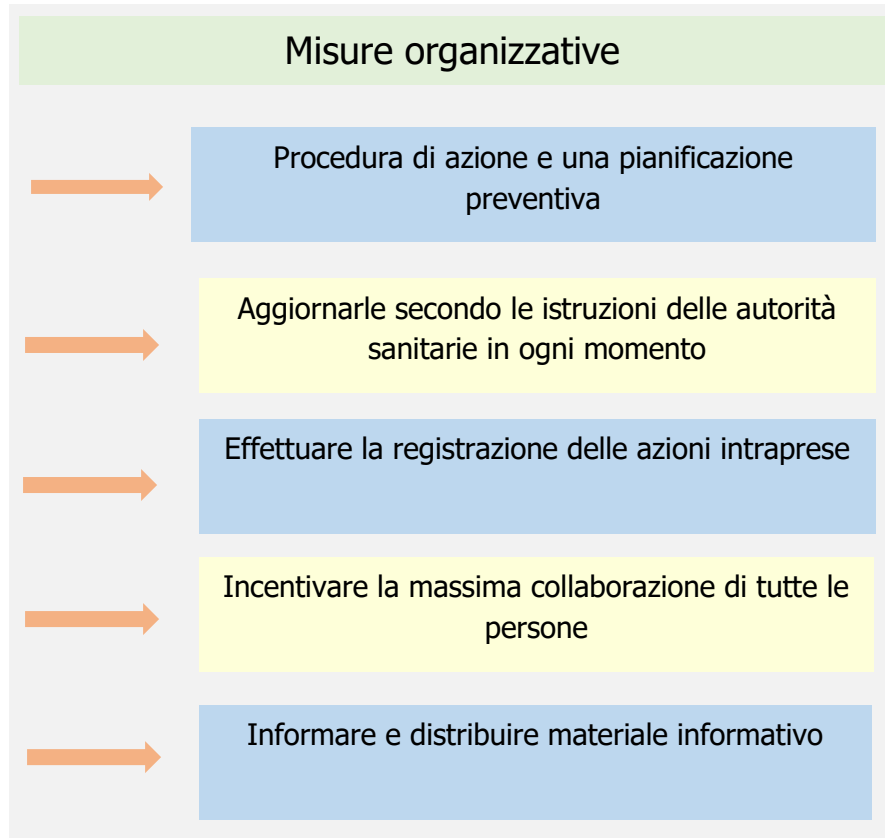 Misure organizzative
Procedura di azione e una pianificazione
preventiva
Aggiornarle secondo le istruzioni delle autorità
sanitarie in ogni momento
Effettuare la registrazione delle azioni intraprese
Incentivare la massima collaborazione di tutte le
persone
Informare e distribuire materiale informativo